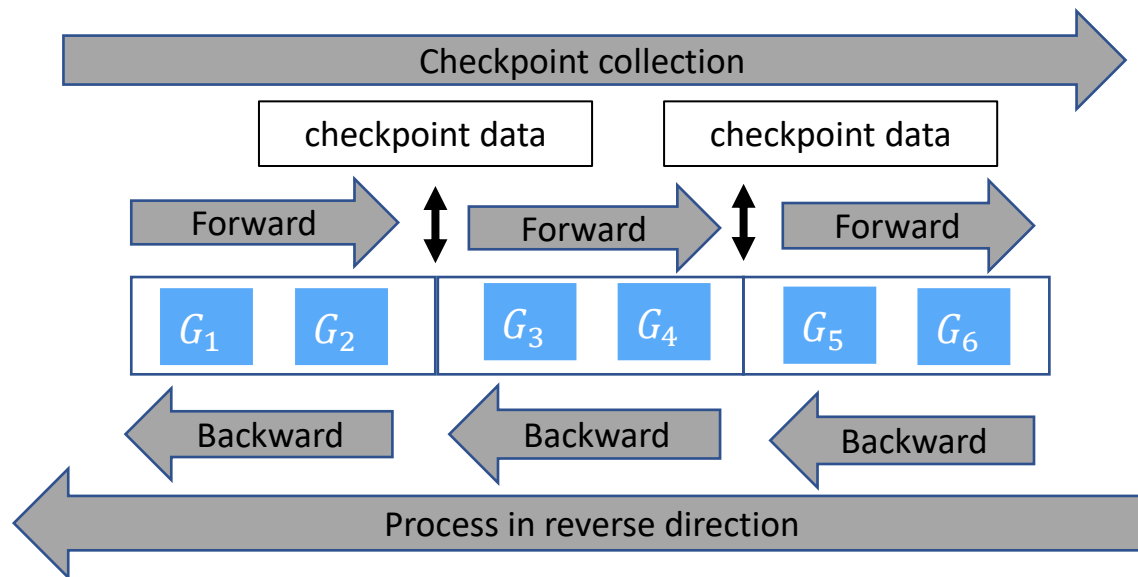 Checkpoint collection
checkpoint data
checkpoint data
Forward
Forward
Forward
G₁
G₂
G₃
G₄
G₅
G₆
Backward
Backward
Backward
Process in reverse direction